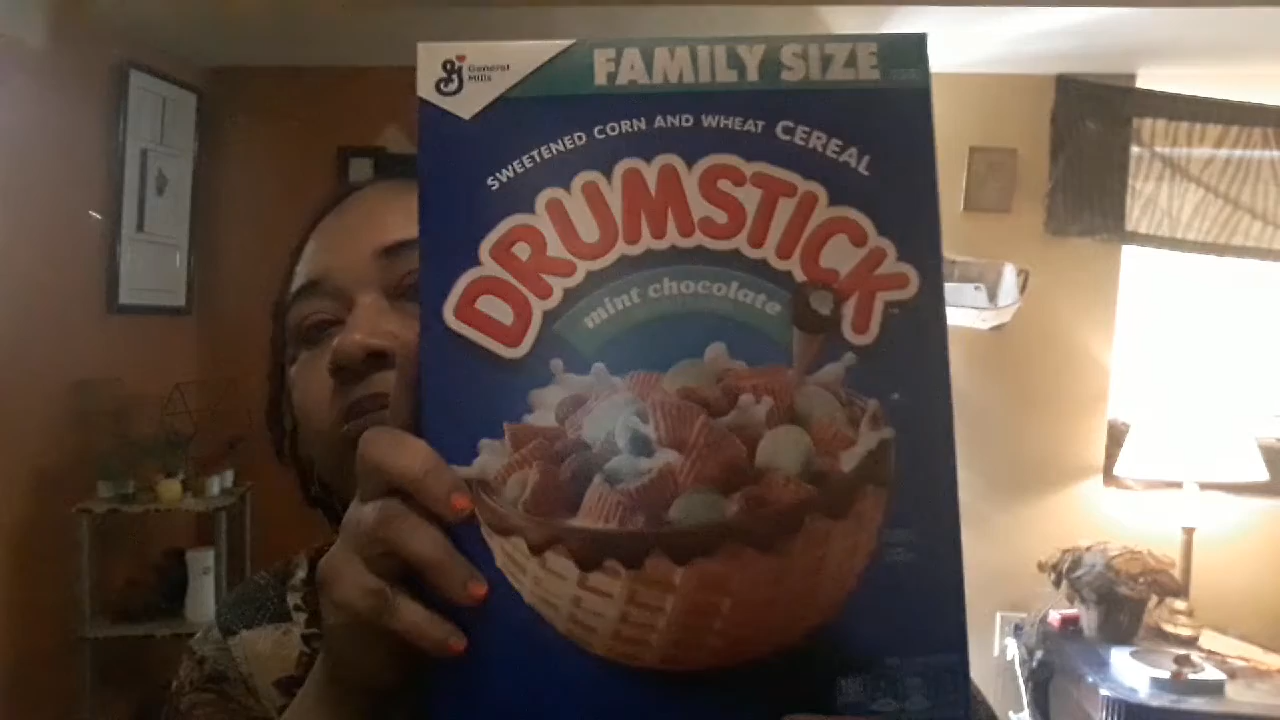 General
Mills
FAMILY SIZE
SWEETENED CORN AND WHEAT CEREAL
DRUMSTICK
mint chocolate